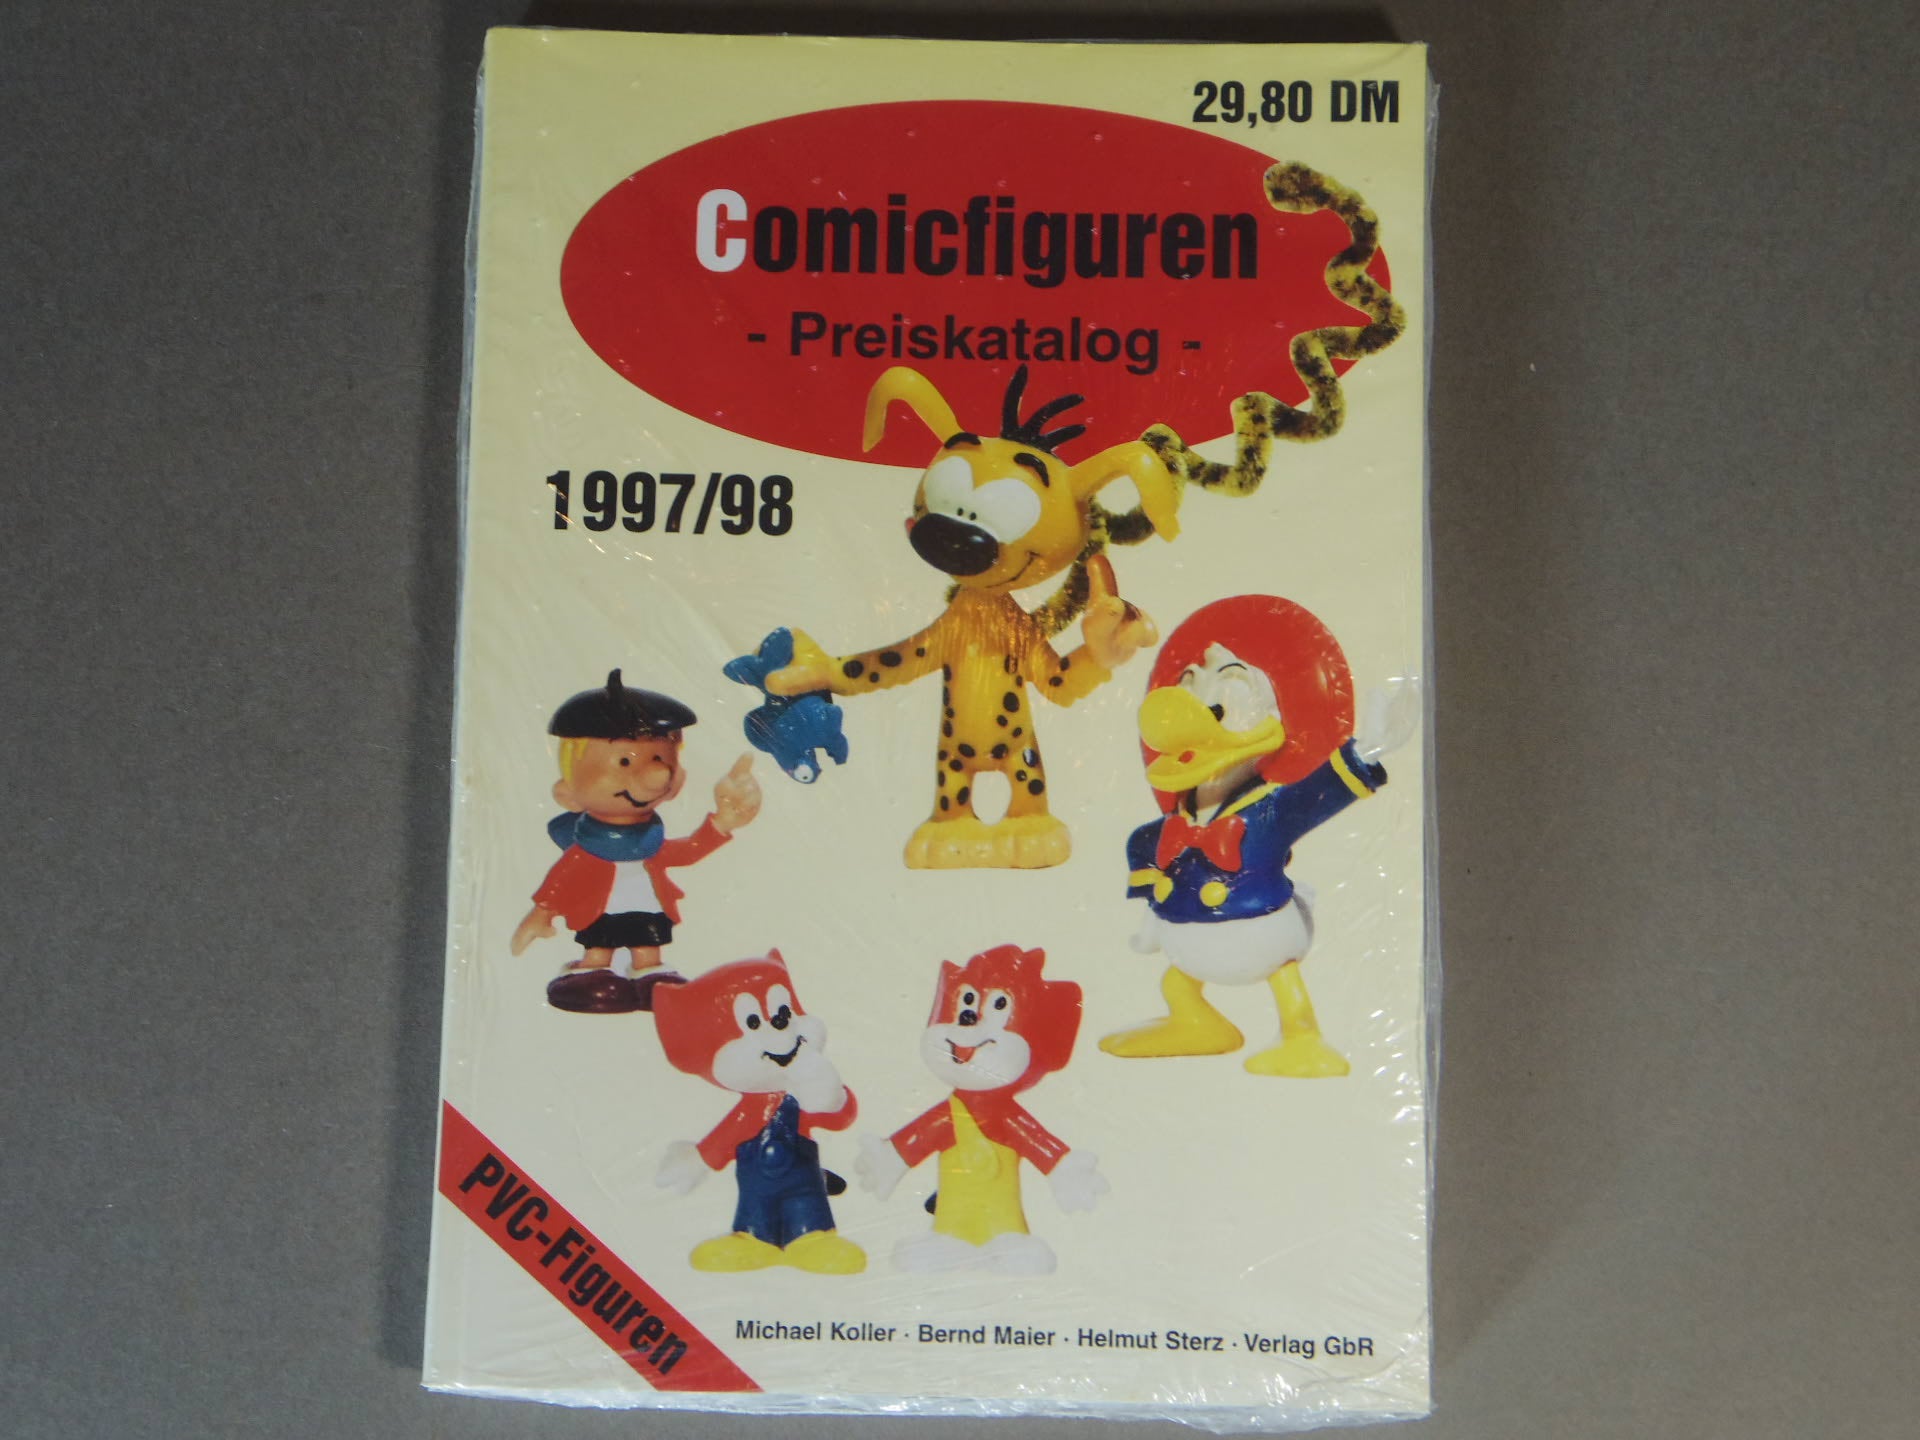 29,80 DM
Comicfiguren
- Preiskatalog -
1997/98
PVC-Figuren
Michael Koller · Bernd Maier · Helmut Sterz · Verlag GbR